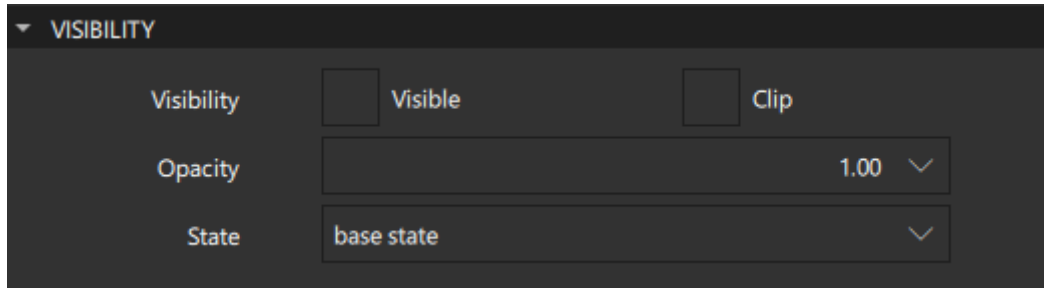 VISIBILITY
Visibility Visible Clip
Opacity 1.00
State base state